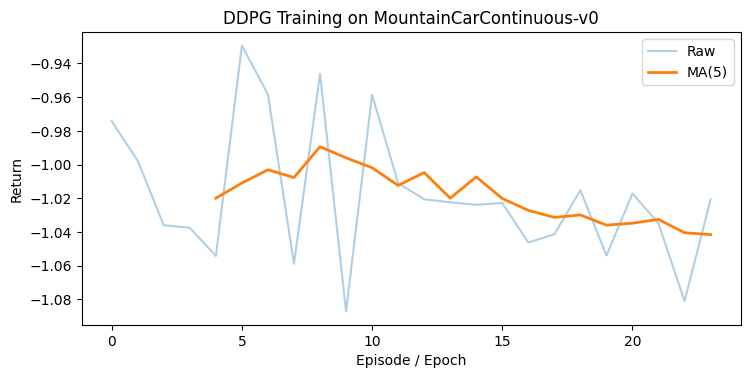 DDPG Training on MountainCarContinuous-v0
Raw
MA(5)
Return
−0.94
−0.96
−0.98
−1.00
−1.02
−1.04
−1.06
−1.08
0
5
10
15
20
Episode / Epoch